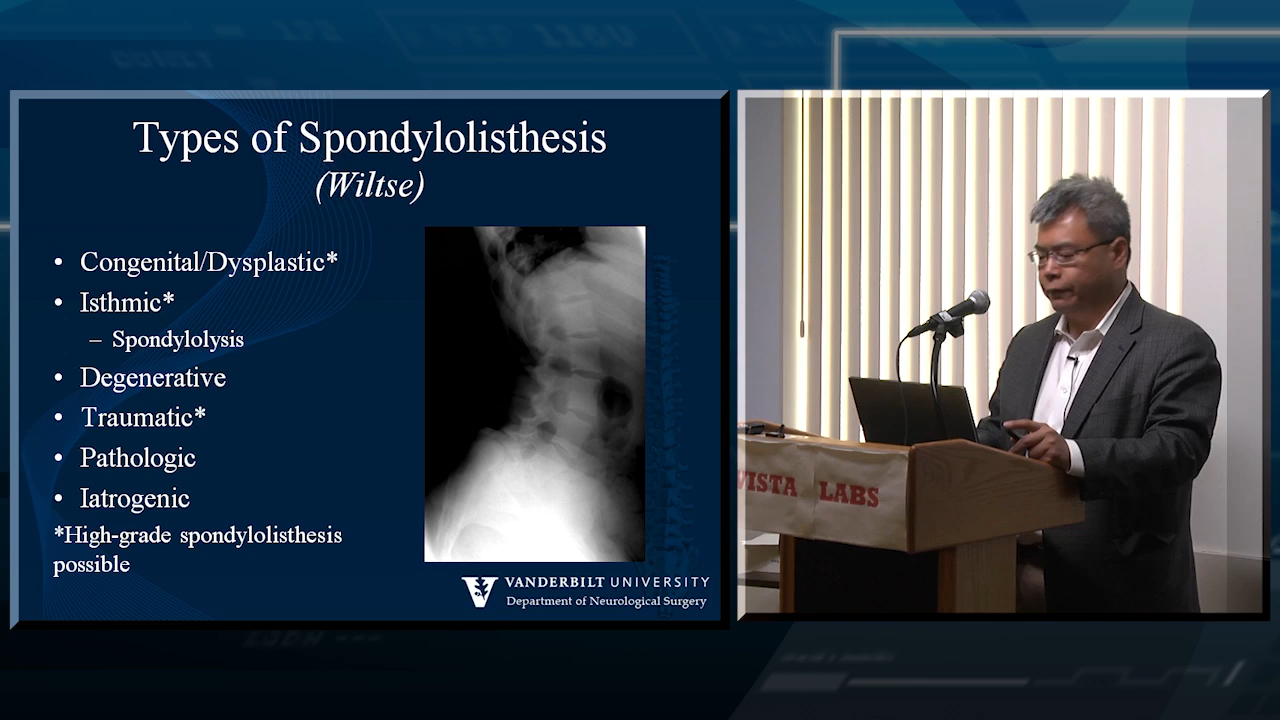 Types of Spondylolisthesis
(Wiltse)
• Congenital/Dysplastic*
• Isthmic*
– Spondylolysis
• Degenerative
• Traumatic*
• Pathologic
• Iatrogenic
*High-grade spondylolisthesis
possible
VANDERBILT UNIVERSITY
Department of Neurological Surgery
VISTA LABS